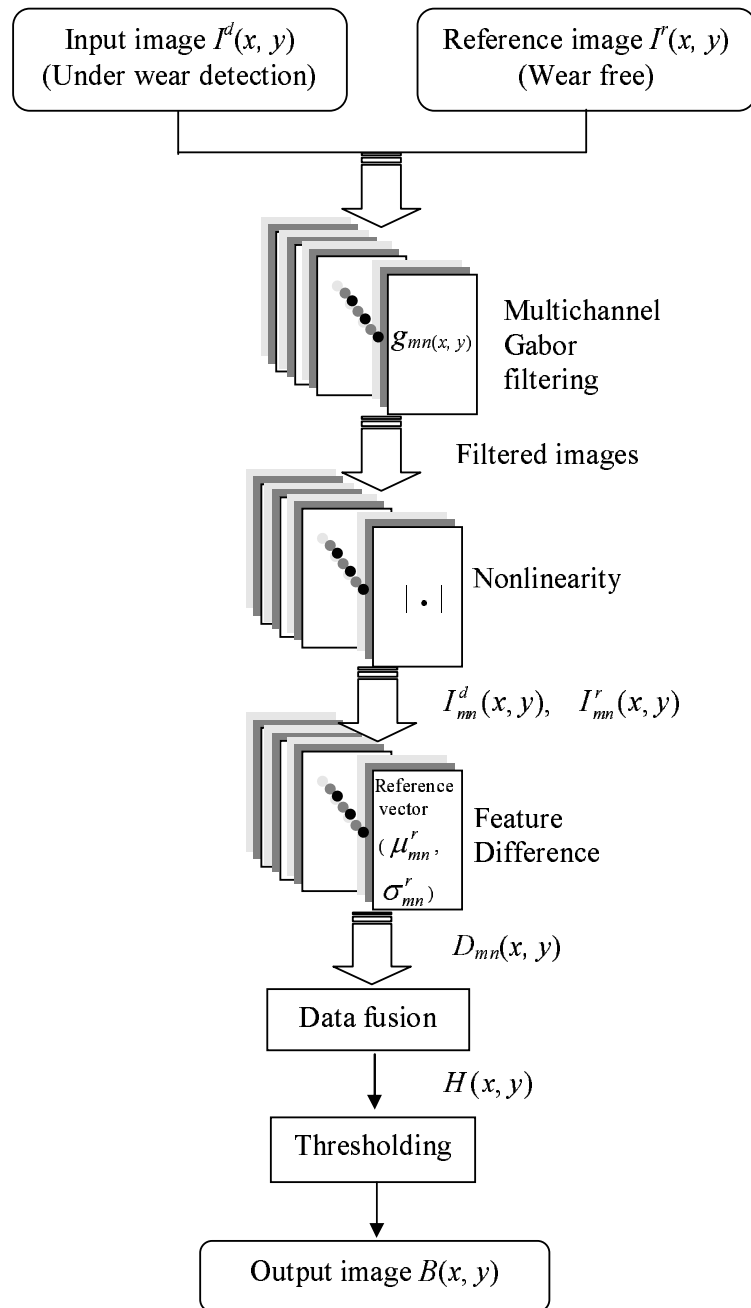 Input image I^d(x, y)
(Under wear detection)
Reference image I^r(x, y)
(Wear free)
g_mn(x, y)
Multichannel
Gabor
filtering
Filtered images
| • |
Nonlinearity
I^d_mn(x, y), I^r_mn(x, y)
Reference
vector
( μ^r_mn ,
σ^r_mn )
Feature
Difference
D_mn(x, y)
Data fusion
H(x, y)
Thresholding
Output image B(x, y)